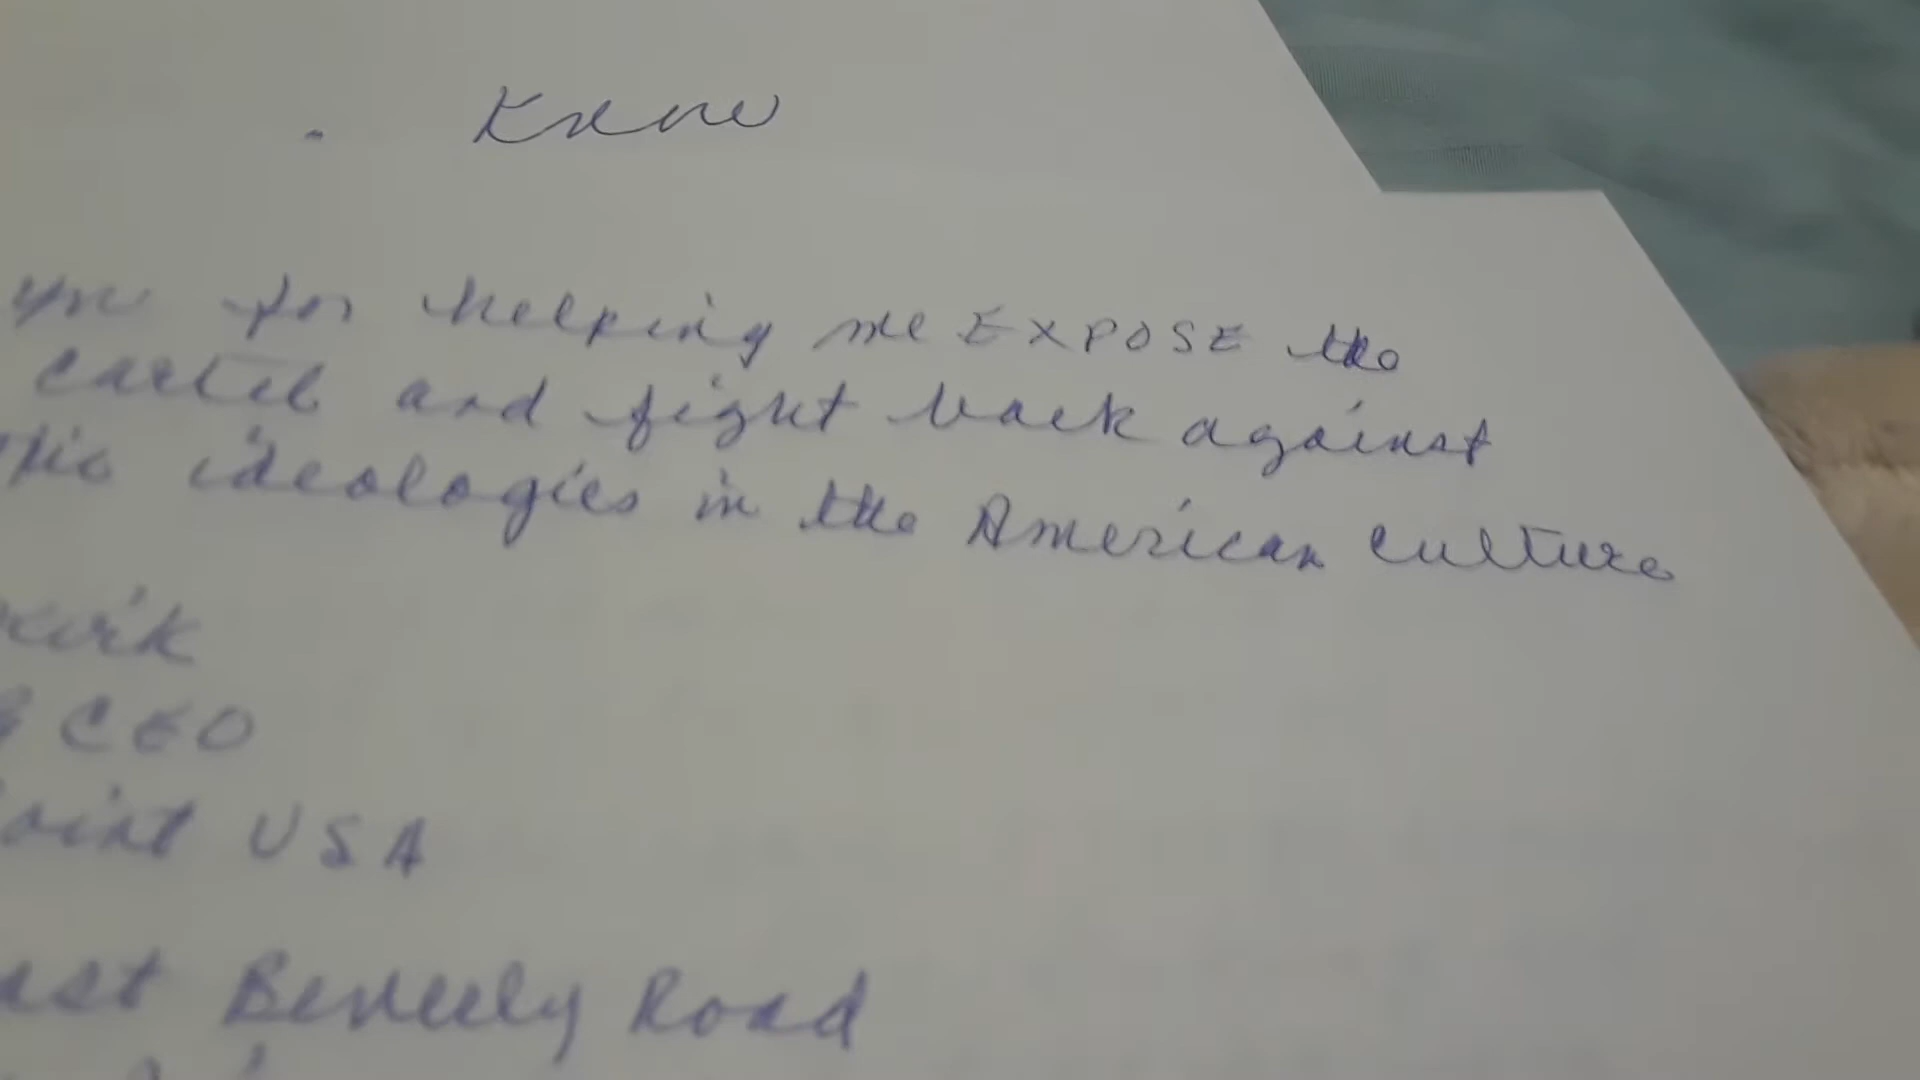 Know
you for helping me EXPOSE the
cartel and fight back against
ideologies in the American culture
CEO
USA
Beverly Road